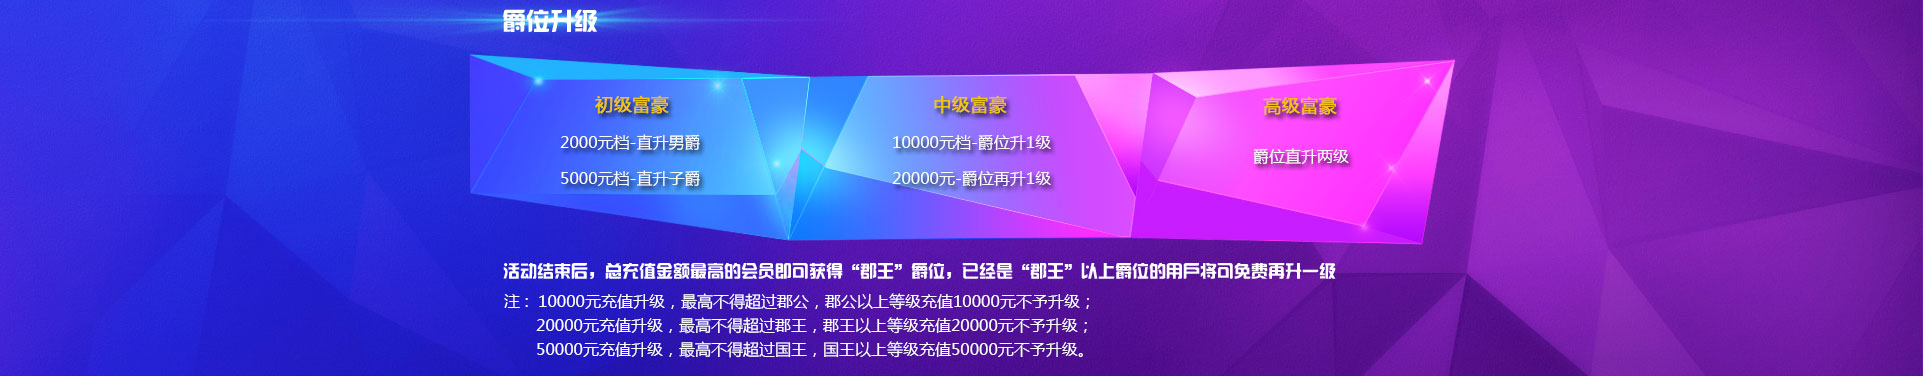 爵位升级
初级富豪
2000元档-直升男爵
5000元档-直升子爵
中级富豪
10000元档-爵位升1级
20000元-爵位再升1级
高级富豪
爵位直升两级
活动结束后，总充值金额最高的会员即可获得“郡王”爵位，已经是“郡王”以上爵位的用户将可免费再升一级
注：10000元充值升级，最高不得超过郡公，郡公以上等级充值10000元不予升级；
20000元充值升级，最高不得超过郡王，郡王以上等级充值20000元不予升级；
50000元充值升级，最高不得超过国王，国王以上等级充值50000元不予升级。